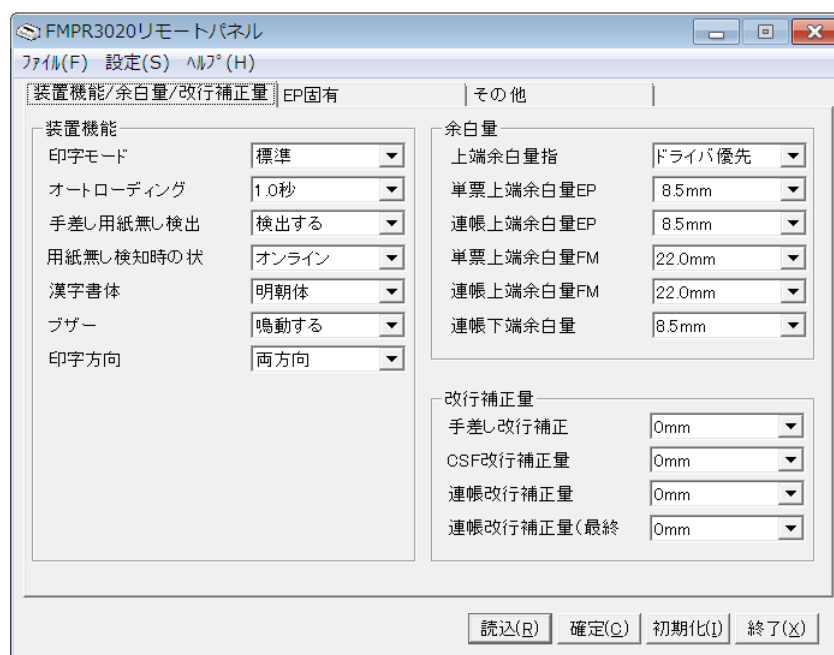 FMPR3020リモートパネル
ﾌｧｲﾙ(F) 設定(S) ﾍﾙﾌﾟ(H)
装置機能/余白量/改行補正量 EP固有 その他
装置機能
印字モード 標準
オートローディング 1.0秒
手差し用紙無し検出 検出する
用紙無し検知時の状 オンライン
漢字書体 明朝体
ブザー 鳴動する
印字方向 両方向
余白量
上端余白量指 ドライバ優先
単票上端余白量EP 8.5mm
連帳上端余白量EP 8.5mm
単票上端余白量FM 22.0mm
連帳上端余白量FM 22.0mm
連帳下端余白量 8.5mm
改行補正量
手差し改行補正 0mm
CSF改行補正量 0mm
連帳改行補正量 0mm
連帳改行補正量(最終 0mm
読込(R) 確定(C) 初期化(I) 終了(X)